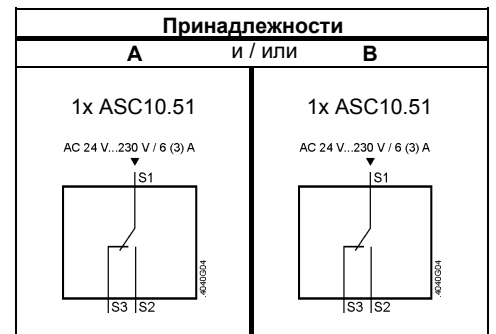 Принадлежности
A и / или B
1x ASC10.51 1x ASC10.51
AC 24 V...230 V / 6 (3) A AC 24 V...230 V / 6 (3) A
S1 S1
4040G04 4040G04
S3 S2 S3 S2